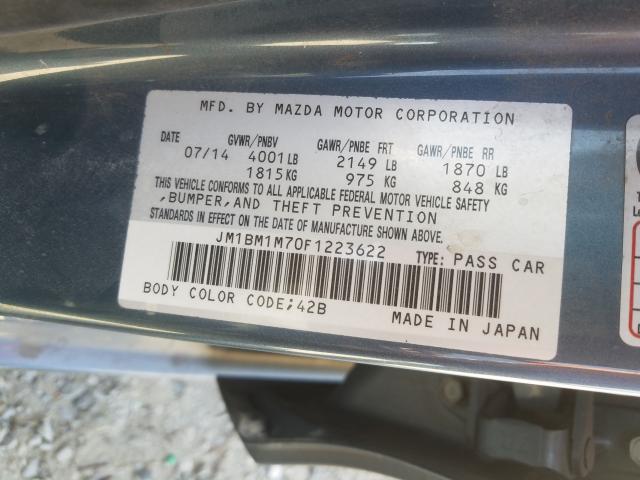 MFD. BY MAZDA MOTOR CORPORATION
DATE GVWR/PNBV GAWR/PNBE FRT GAWR/PNBE RR
07/14 4001 LB 2149 LB 1870 LB
1815 KG 975 KG 848 KG
THIS VEHICLE CONFORMS TO ALL APPLICABLE FEDERAL MOTOR VEHICLE SAFETY
,BUMPER,AND THEFT PREVENTION
STANDARDS IN EFFECT ON THE DATE OF MANUFACTURE SHOWN ABOVE.
JM1BM1M70F1223622 TYPE: PASS CAR
BODY COLOR CODE;42B MADE IN JAPAN